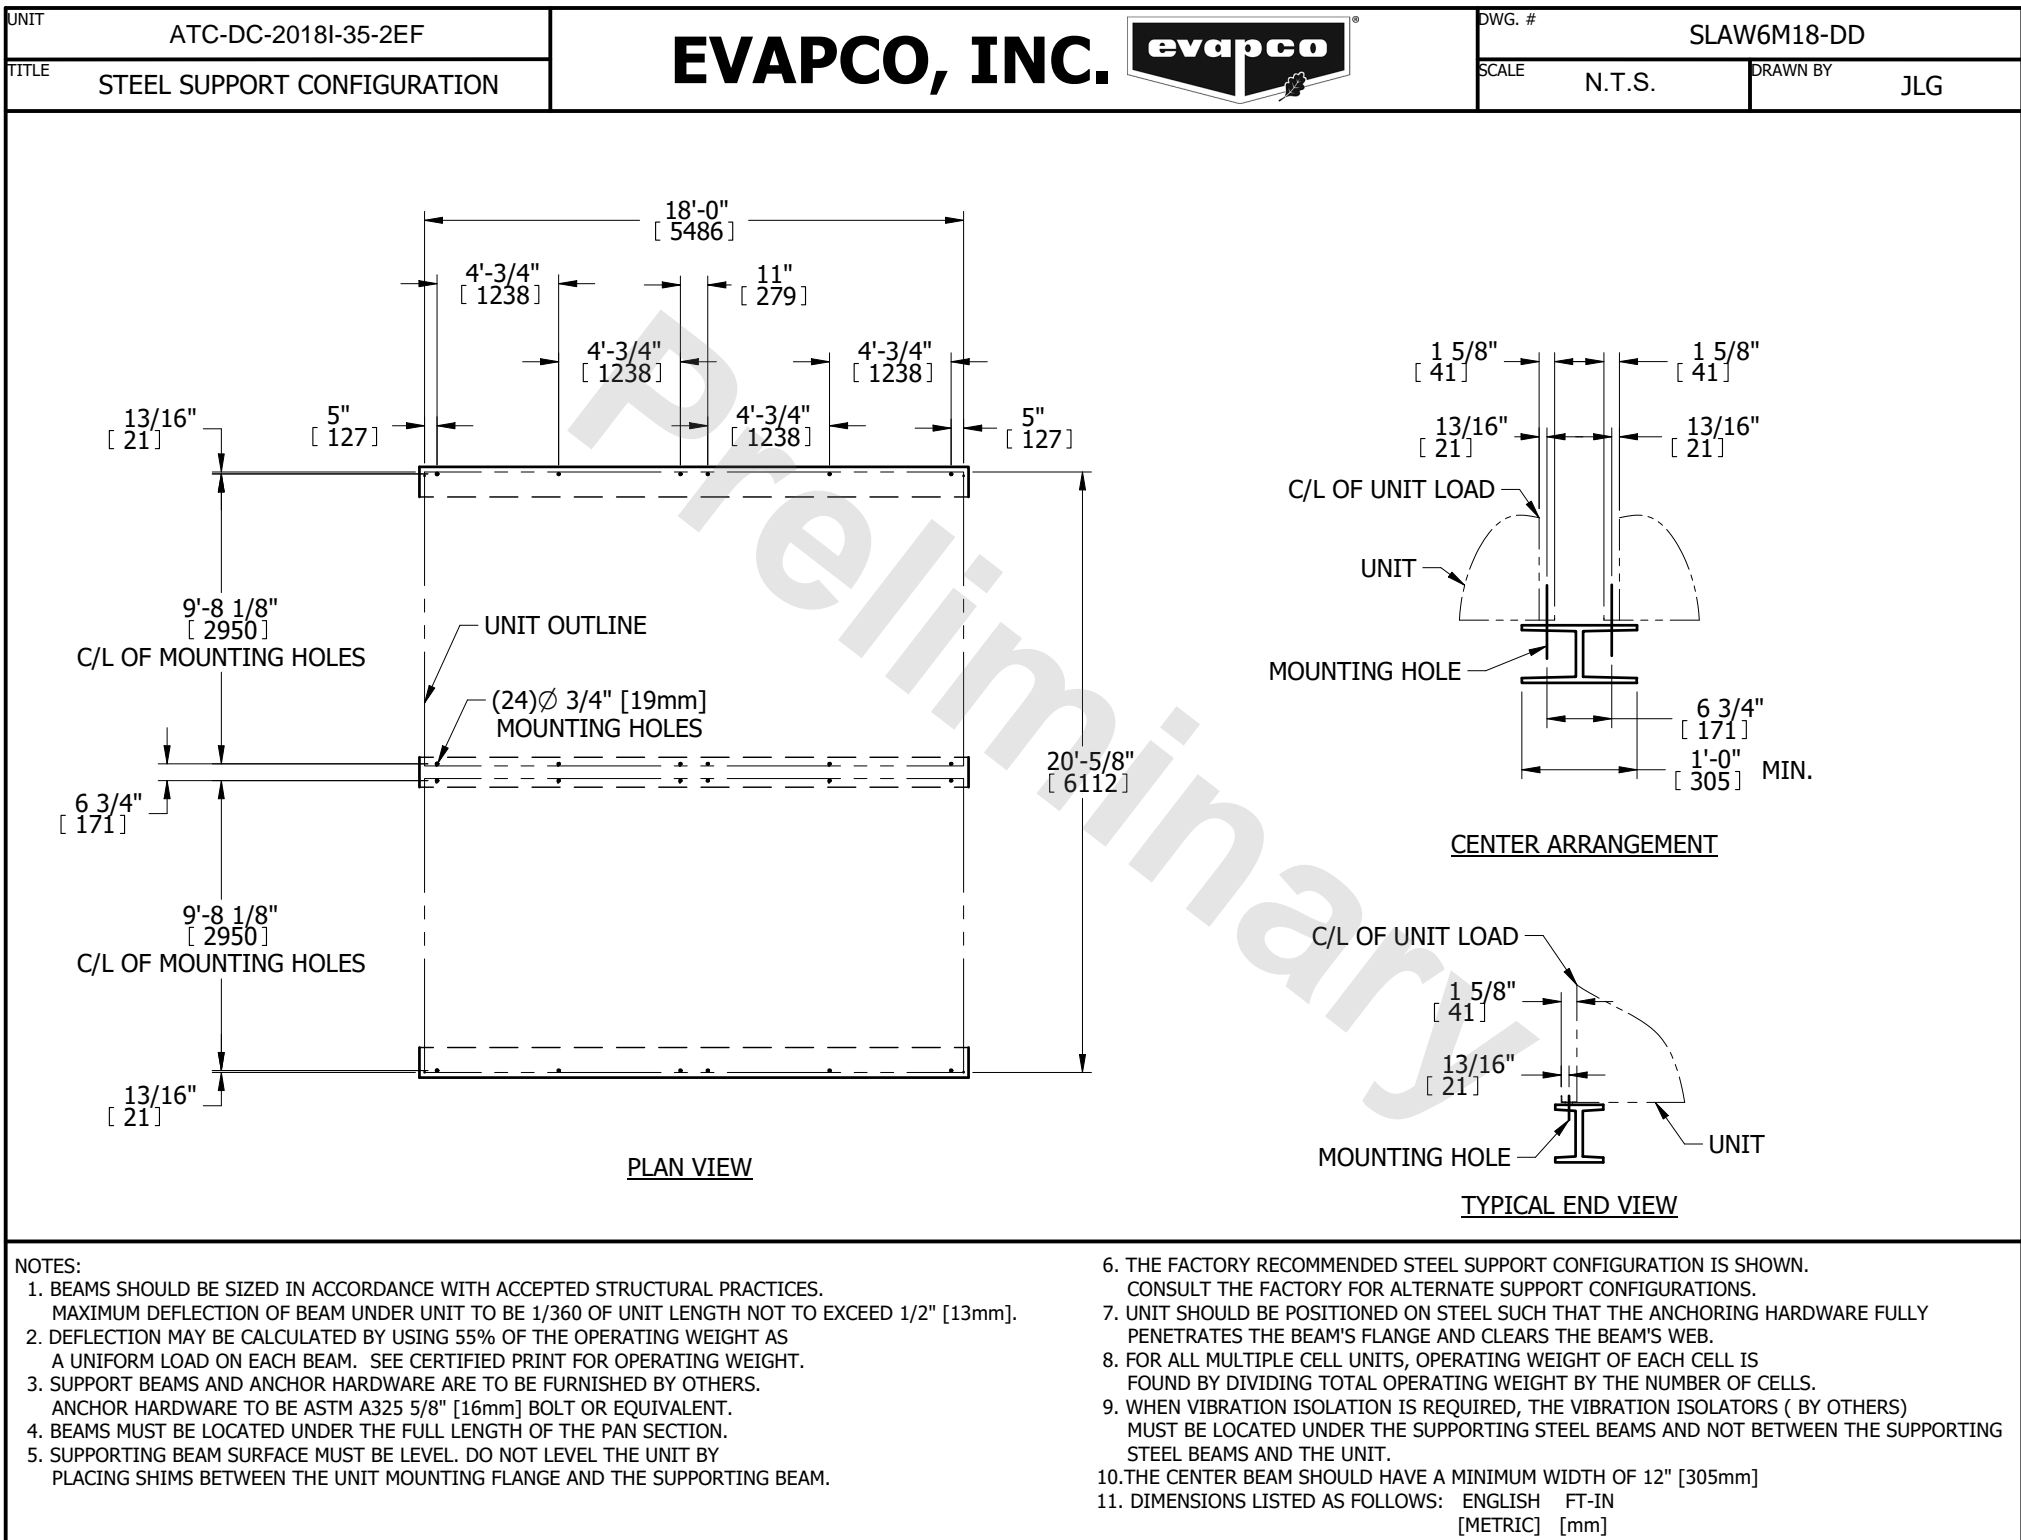 UNIT
ATC-DC-2018I-35-2EF
TITLE
STEEL SUPPORT CONFIGURATION
EVAPCO, INC.
evapco
®
DWG. #
SLAW6M18-DD
SCALE
N.T.S.
DRAWN BY
JLG
18'-0"
[ 5486 ]
4'-3/4"
[ 1238 ]
11"
[ 279 ]
4'-3/4"
[ 1238 ]
4'-3/4"
[ 1238 ]
13/16"
[ 21 ]
5"
[ 127 ]
4'-3/4"
[ 1238 ]
5"
[ 127 ]
9'-8 1/8"
[ 2950 ]
C/L OF MOUNTING HOLES
UNIT OUTLINE
(24)∅ 3/4" [19mm]
MOUNTING HOLES
20'-5/8"
[ 6112 ]
6 3/4"
[ 171 ]
9'-8 1/8"
[ 2950 ]
C/L OF MOUNTING HOLES
13/16"
[ 21 ]
PLAN VIEW
Preliminary
1 5/8"
[ 41 ]
1 5/8"
[ 41 ]
13/16"
[ 21 ]
13/16"
[ 21 ]
C/L OF UNIT LOAD
UNIT
MOUNTING HOLE
6 3/4"
[ 171 ]
1'-0"
[ 305 ] MIN.
CENTER ARRANGEMENT
C/L OF UNIT LOAD
1 5/8"
[ 41 ]
13/16"
[ 21 ]
MOUNTING HOLE
UNIT
TYPICAL END VIEW
NOTES:
1. BEAMS SHOULD BE SIZED IN ACCORDANCE WITH ACCEPTED STRUCTURAL PRACTICES.
MAXIMUM DEFLECTION OF BEAM UNDER UNIT TO BE 1/360 OF UNIT LENGTH NOT TO EXCEED 1/2" [13mm].
2. DEFLECTION MAY BE CALCULATED BY USING 55% OF THE OPERATING WEIGHT AS
A UNIFORM LOAD ON EACH BEAM. SEE CERTIFIED PRINT FOR OPERATING WEIGHT.
3. SUPPORT BEAMS AND ANCHOR HARDWARE ARE TO BE FURNISHED BY OTHERS.
ANCHOR HARDWARE TO BE ASTM A325 5/8" [16mm] BOLT OR EQUIVALENT.
4. BEAMS MUST BE LOCATED UNDER THE FULL LENGTH OF THE PAN SECTION.
5. SUPPORTING BEAM SURFACE MUST BE LEVEL. DO NOT LEVEL THE UNIT BY
PLACING SHIMS BETWEEN THE UNIT MOUNTING FLANGE AND THE SUPPORTING BEAM.
6. THE FACTORY RECOMMENDED STEEL SUPPORT CONFIGURATION IS SHOWN.
CONSULT THE FACTORY FOR ALTERNATE SUPPORT CONFIGURATIONS.
7. UNIT SHOULD BE POSITIONED ON STEEL SUCH THAT THE ANCHORING HARDWARE FULLY
PENETRATES THE BEAM'S FLANGE AND CLEARS THE BEAM'S WEB.
8. FOR ALL MULTIPLE CELL UNITS, OPERATING WEIGHT OF EACH CELL IS
FOUND BY DIVIDING TOTAL OPERATING WEIGHT BY THE NUMBER OF CELLS.
9. WHEN VIBRATION ISOLATION IS REQUIRED, THE VIBRATION ISOLATORS ( BY OTHERS)
MUST BE LOCATED UNDER THE SUPPORTING STEEL BEAMS AND NOT BETWEEN THE SUPPORTING
STEEL BEAMS AND THE UNIT.
10.THE CENTER BEAM SHOULD HAVE A MINIMUM WIDTH OF 12" [305mm]
11. DIMENSIONS LISTED AS FOLLOWS: ENGLISH FT-IN
[METRIC] [mm]